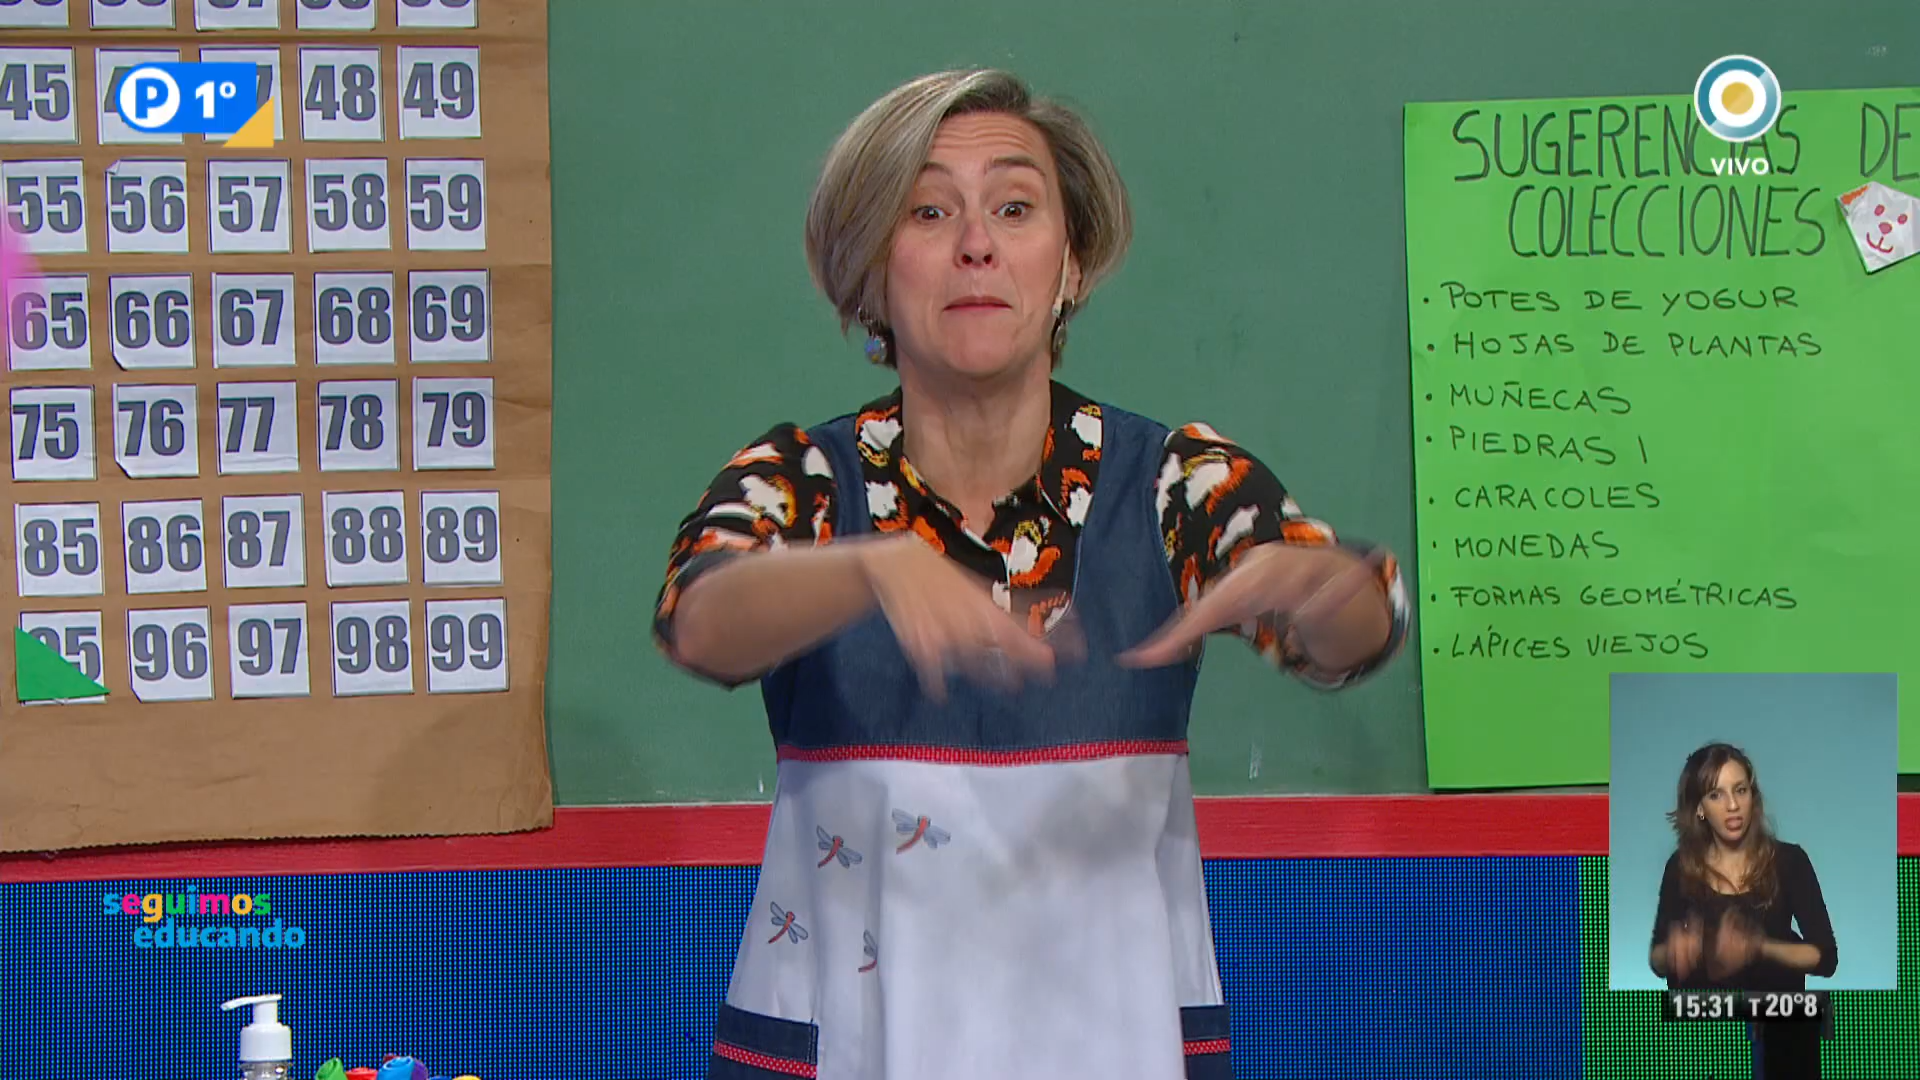 45 48 49
55 56 57 58 59
65 66 67 68 69
75 76 77 78 79
85 86 87 88 89
95 96 97 98 99
P 1º
VIVO
SUGERENCIAS DE
COLECCIONES
• POTES DE YOGUR
• HOJAS DE PLANTAS
• MUÑECAS
• PIEDRAS I
• CARACOLES
• MONEDAS
• FORMAS GEOMÉTRICAS
• LÁPICES VIEJOS
seguimos
educando
15:31 T 20°8